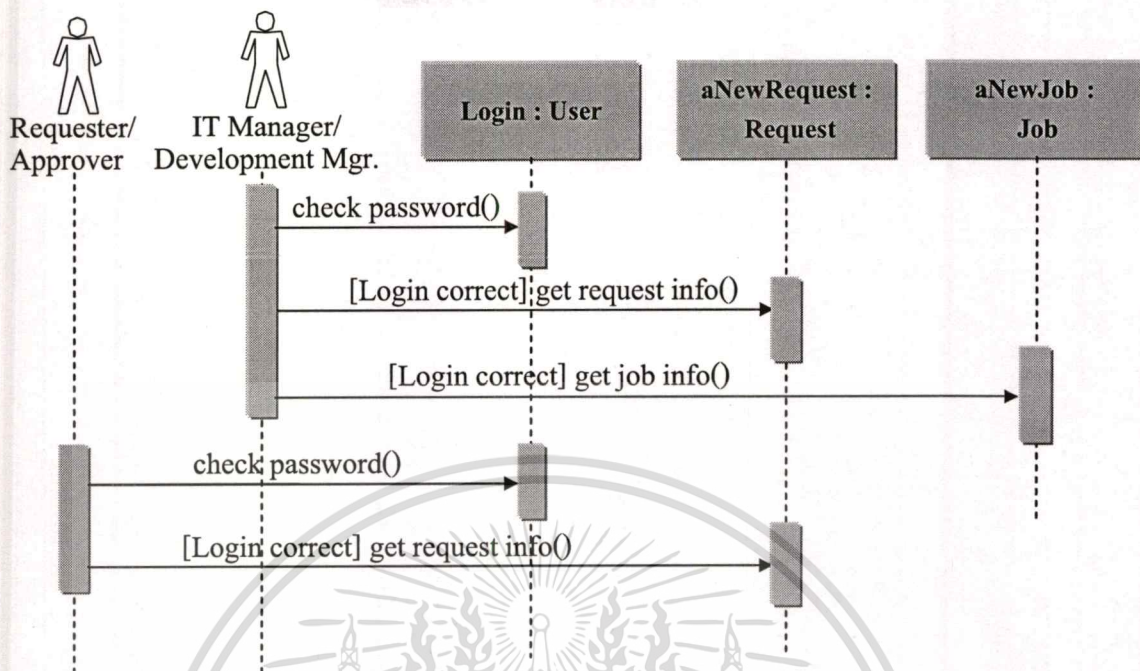 Requester/
Approver
IT Manager/
Development Mgr.
Login : User
aNewRequest :
Request
aNewJob :
Job
check password()
[Login correct] get request info()
[Login correct] get job info()
check password()
[Login correct] get request info()